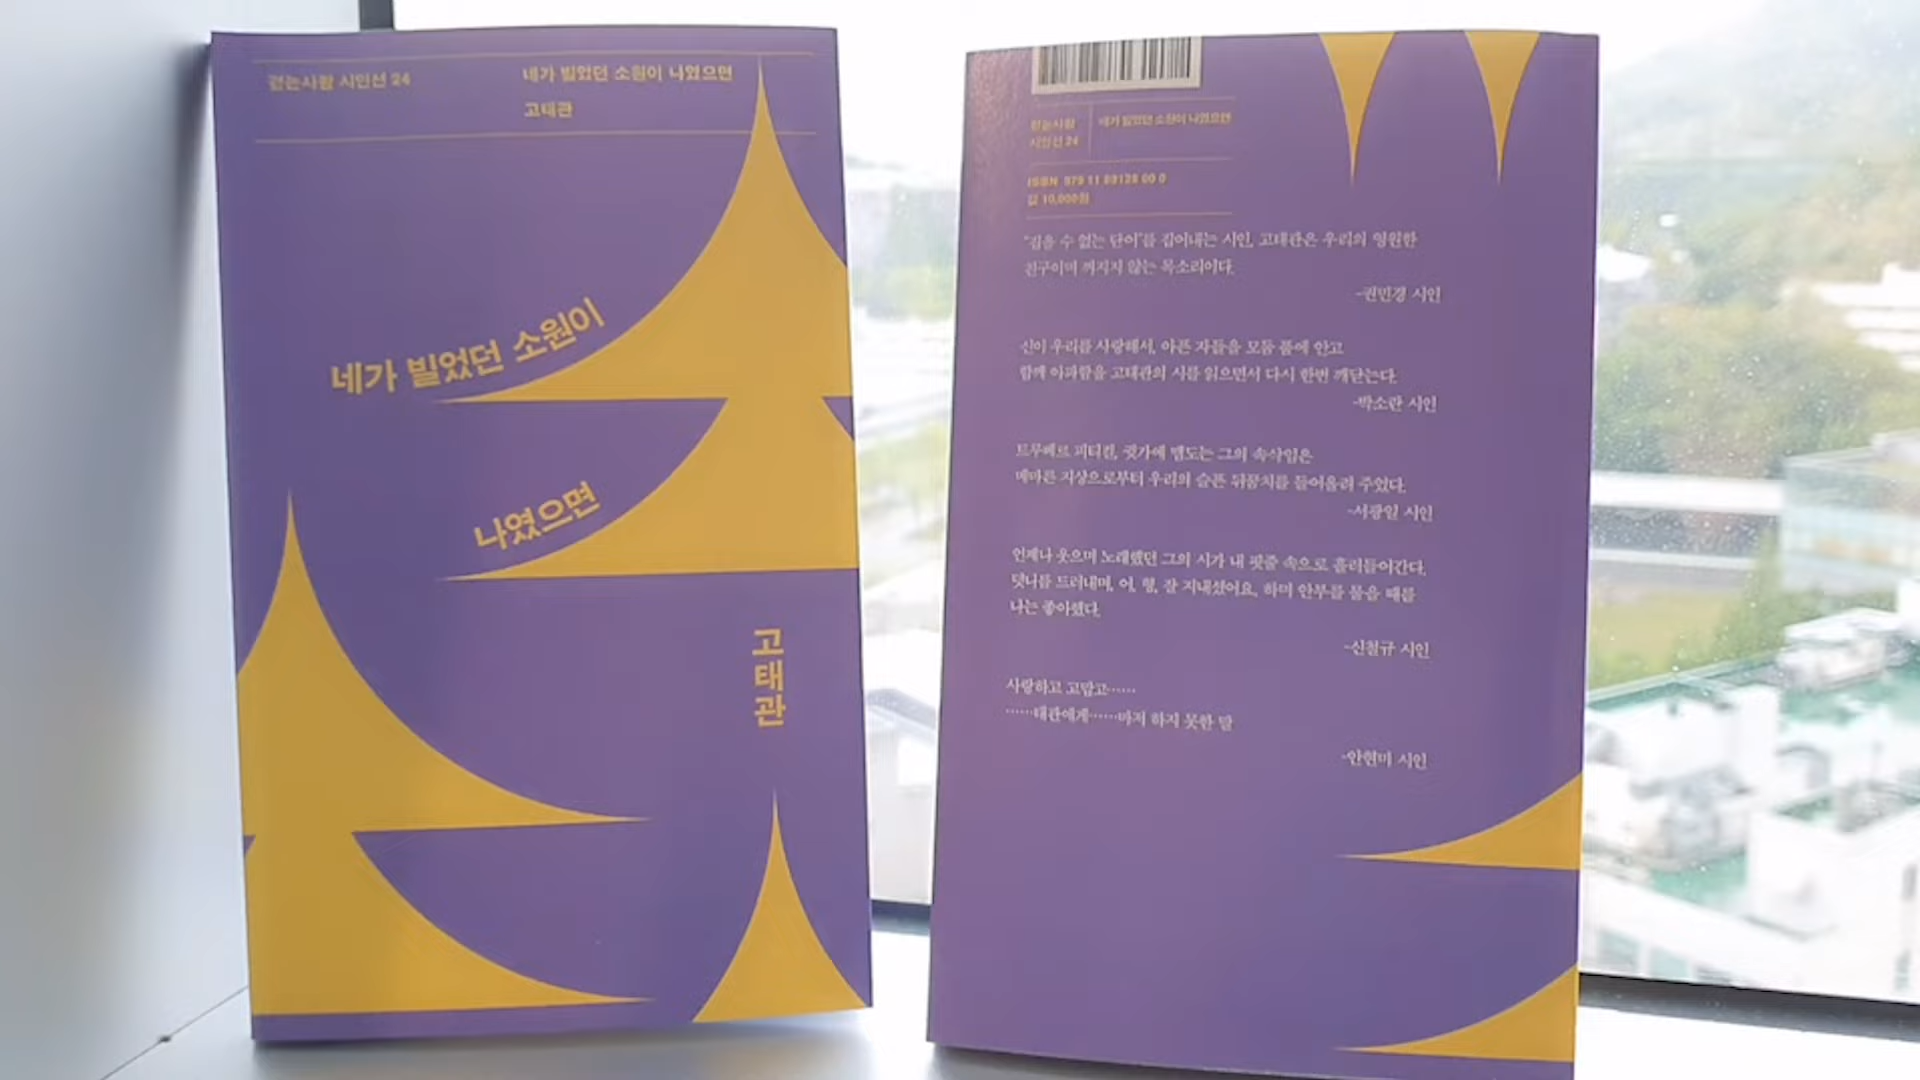 걷는사람 시인선 24
네가 빌었던 소원이 나였으면
고태관
네가 빌었던 소원이
나였으면
고태관
걷는사람
시인선 24
네가 빌었던 소원이 나였으면
ISBN 979 11 89128 60 0
값 10,000원
"김을 수 없는 단어"를 집어내는 시인, 고태관은 우리의 영원한
친구이며 꺼지지 않는 목소리이다.
-권민경 시인
신이 우리를 사랑해서, 아픈 자들을 모둠 품에 안고
함께 아파함을 고태관의 시를 읽으면서 다시 한번 깨닫는다.
-박소란 시인
트루베르 피티컬, 귓가에 맴도는 그의 속삭임은
메마른 지상으로부터 우리의 슬픈 뒤꿈치를 들어올려 주었다.
-서광일 시인
언제나 웃으며 노래했던 그의 시가 내 핏줄 속으로 흘러들어간다.
덧니를 드러내며, 어, 형, 잘 지내셨어요, 하며 안부를 물을 때를
나는 좋아했다.
-신철규 시인
사랑하고 고맙고……
……태관에게……마저 하지 못한 말
-안현미 시인